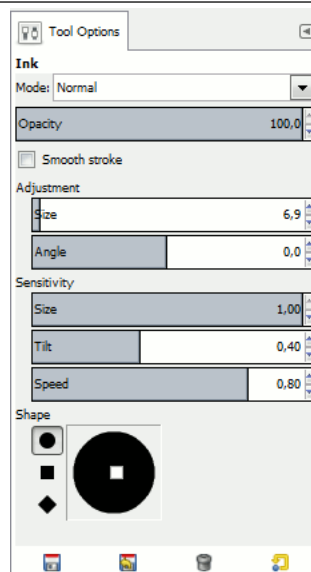 Tool Options
Ink
Mode: Normal
Opacity 100,0
Smooth stroke
Adjustment
Size 6,9
Angle 0,0
Sensitivity
Size 1,00
Tilt 0,40
Speed 0,80
Shape